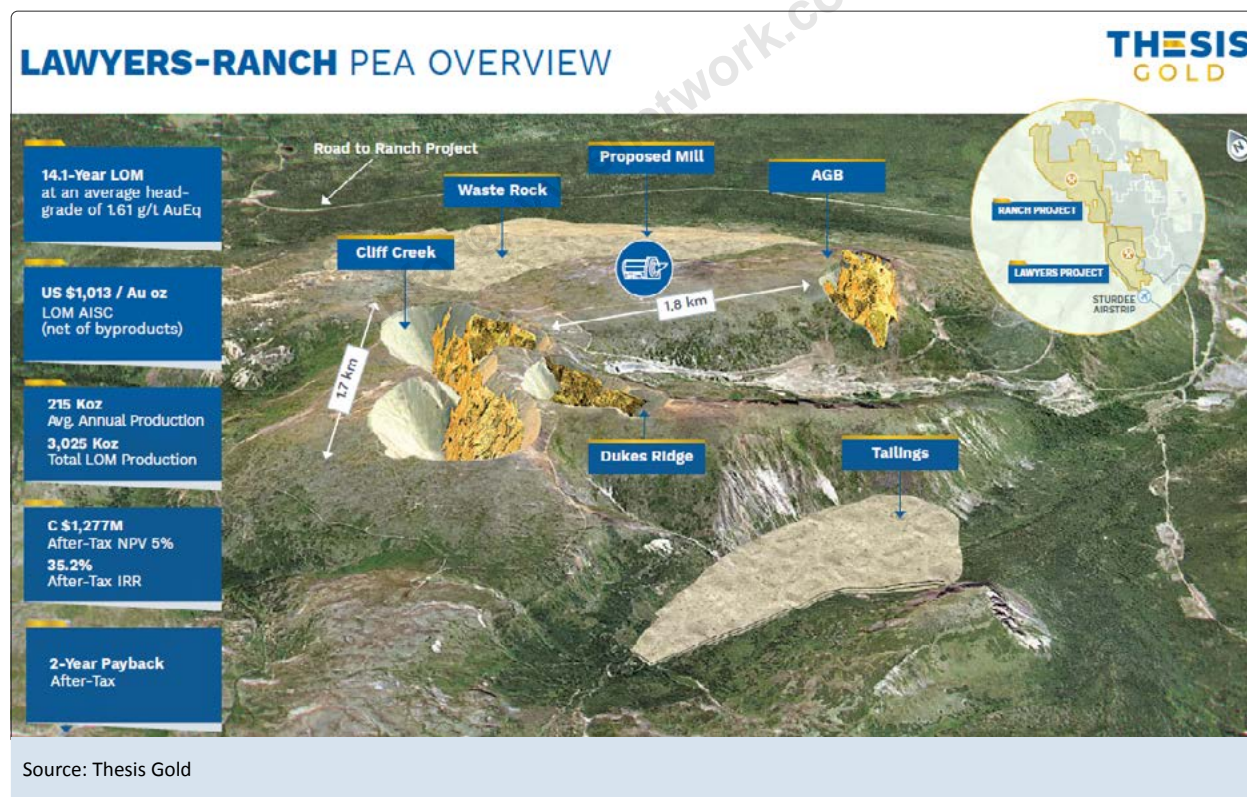 LAWYERS-RANCH PEA OVERVIEW
THESIS
GOLD
14.1-Year LOM
at an average head-
grade of 1.61 g/t AuEq
US $1,013 / Au oz
LOM AISC
(net of byproducts)
215 Koz
Avg. Annual Production
3,025 Koz
Total LOM Production
C $1,277M
After-Tax NPV 5%
35.2%
After-Tax IRR
2-Year Payback
After-Tax
Road to Ranch Project
Waste Rock
Proposed Mill
AGB
Cliff Creek
1.8 km
1.7 km
Dukes Ridge
Tailings
N
RANCH PROJECT
LAWYERS PROJECT
STURDEE
AIRSTRIP
Source: Thesis Gold